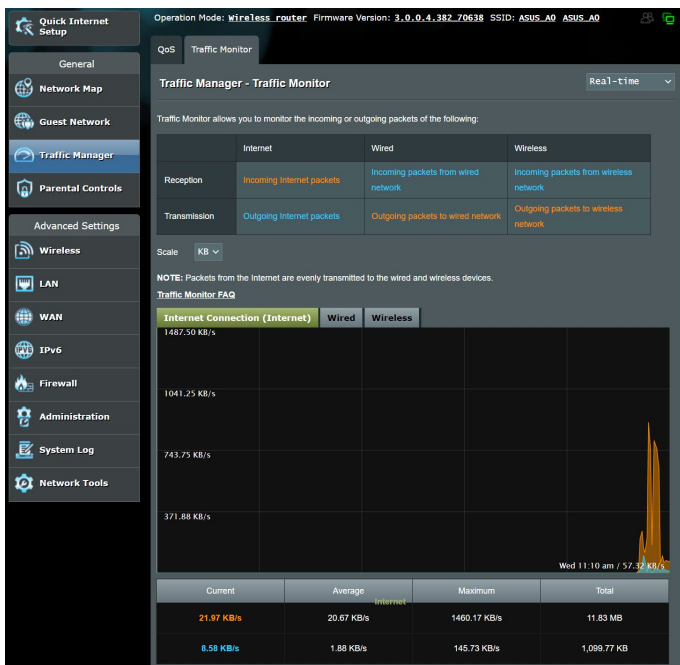 Quick Internet
Setup
Operation Mode: Wireless router Firmware Version: 3.0.0.4.382_70638 SSID: ASUS_A0 ASUS_A0
QoS Traffic Monitor
General
Network Map
Guest Network
Traffic Manager
Parental Controls
Advanced Settings
Wireless
LAN
WAN
IPv6
Firewall
Administration
System Log
Network Tools
Traffic Manager - Traffic Monitor
Real-time
Traffic Monitor allows you to monitor the incoming or outgoing packets of the following:
Internet Wired Wireless
Reception Incoming Internet packets Incoming packets from wired network Incoming packets from wireless network
Transmission Outgoing Internet packets Outgoing packets to wired network Outgoing packets to wireless network
Scale KB
NOTE: Packets from the Internet are evenly transmitted to the wired and wireless devices.
Traffic Monitor FAQ
Internet Connection (Internet) Wired Wireless
1487.50 KB/s
1041.25 KB/s
743.75 KB/s
371.88 KB/s
Wed 11:10 am / 57.32 KB/s
Current Average Maximum Total
Internet
21.97 KB/s 20.67 KB/s 1460.17 KB/s 11.83 MB
8.58 KB/s 1.88 KB/s 145.73 KB/s 1,099.77 KB